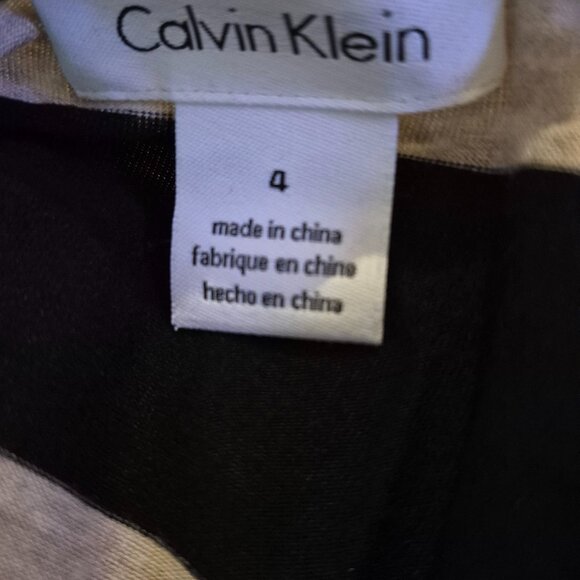 Calvin Klein
4
made in china
fabrique en chine
hecho en china